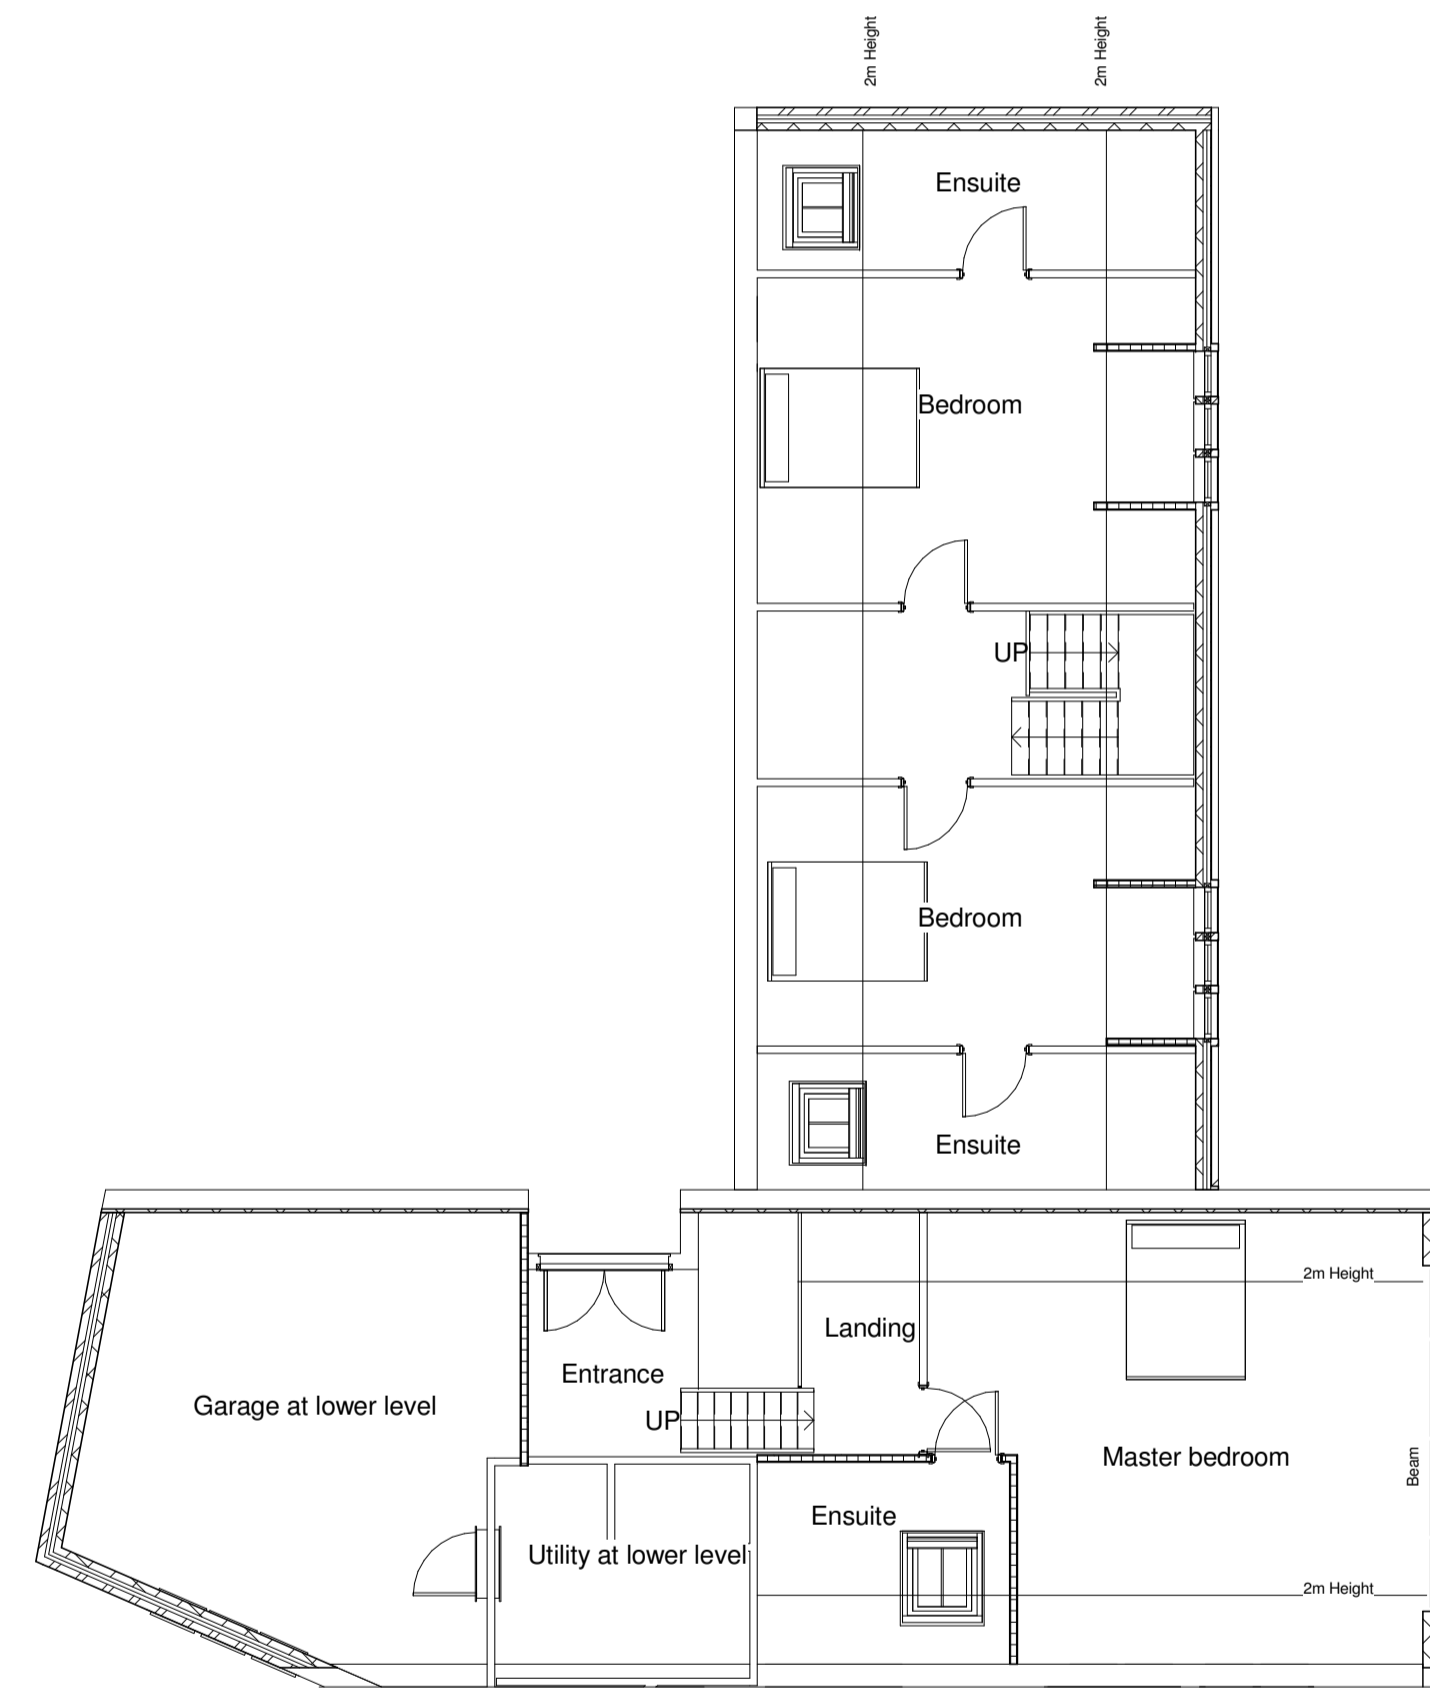 2m Height
2m Height
Ensuite
Bedroom
UP
Bedroom
Ensuite
2m Height
Landing
Entrance
Garage at lower level
UP
Master bedroom
Beam
Ensuite
Utility at lower level
2m Height